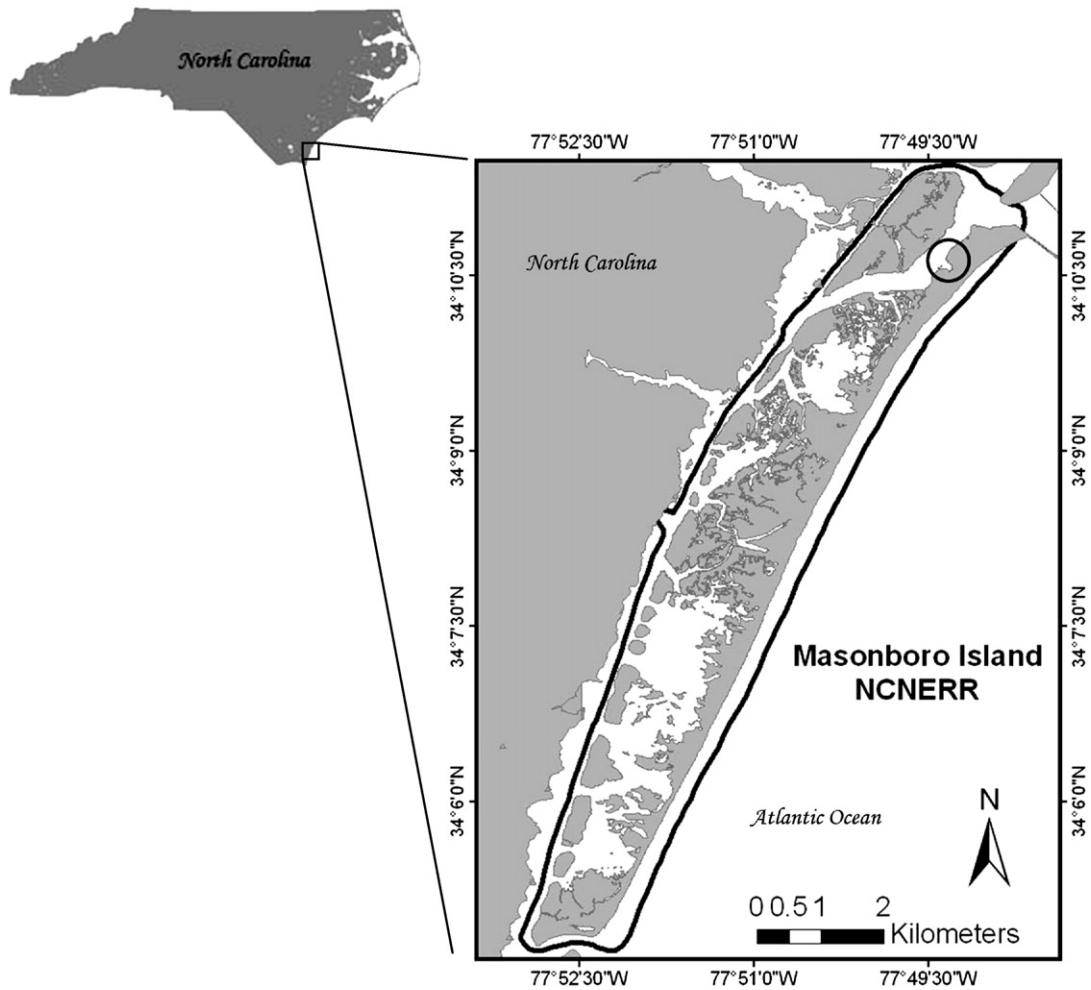 North Carolina
77°52'30"W 77°51'0"W 77°49'30"W
North Carolina
34°10'30"N 34°10'30"N
34°9'0"N 34°9'0"N
34°7'30"N 34°7'30"N
Masonboro Island
NCNERR
34°6'0"N 34°6'0"N
Atlantic Ocean
N
0 0.5 1 2
Kilometers
77°52'30"W 77°51'0"W 77°49'30"W